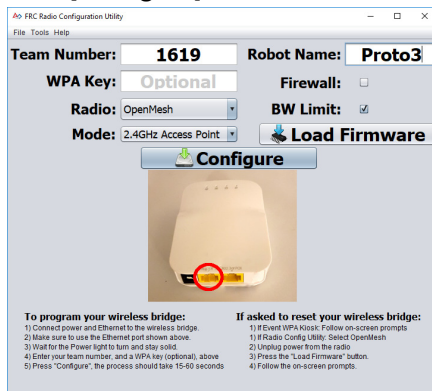 FRC Radio Configuration Utility
File Tools Help
Team Number: 1619 Robot Name: Proto3
WPA Key: Optional Firewall:
Radio: OpenMesh BW Limit:
Mode: 2.4GHz Access Point Load Firmware
Configure
To program your wireless bridge:
1) Connect power and Ethernet to the wireless bridge.
2) Make sure to use the Ethernet port shown above.
3) Wait for the Power light to turn and stay solid.
4) Enter your team number, and a WPA key (optional), above
5) Press "Configure", the process should take 15-60 seconds
If asked to reset your wireless bridge:
1) If Event WPA Kiosk: Follow on-screen prompts
1) If Radio Config Utility: Select OpenMesh
2) Unplug power from the radio
3) Press the "Load Firmware" button.
4) Follow the on-screen prompts.